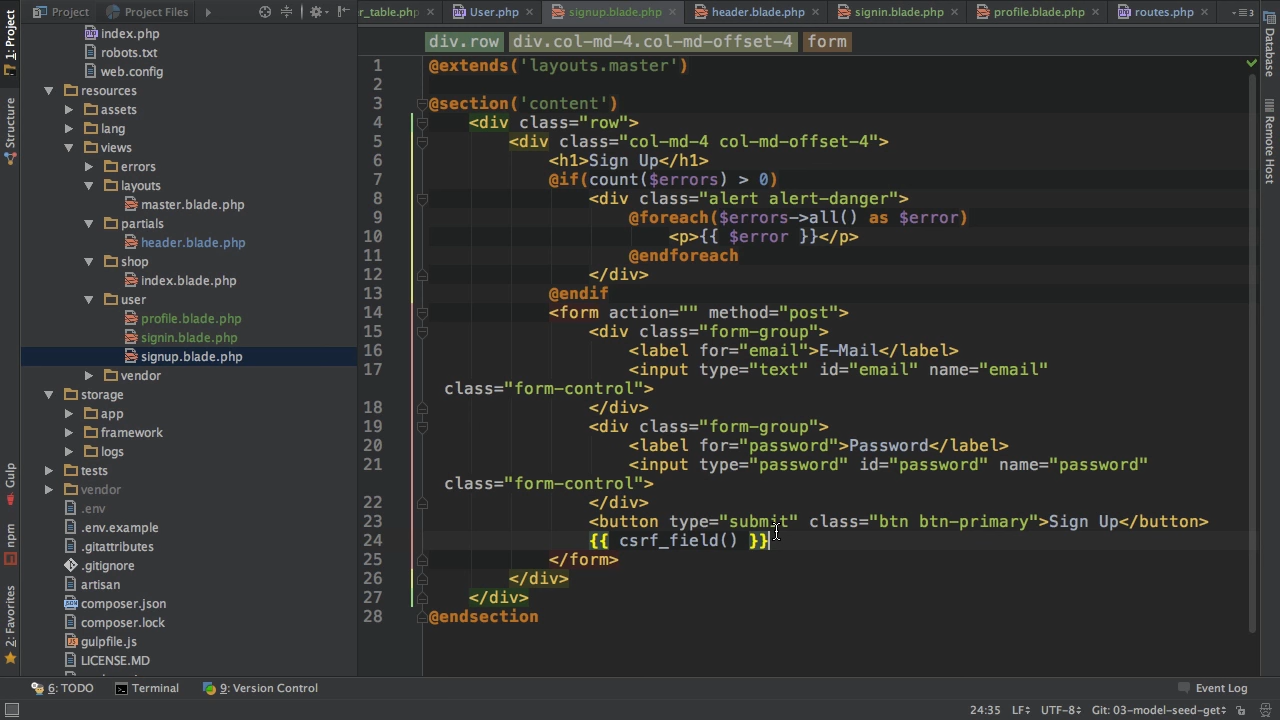 Project
Project Files
r_table.php
User.php
signup.blade.php
header.blade.php
signin.blade.php
profile.blade.php
routes.php
1: Project
Structure
Gulp
npm
2: Favorites
Database
Remote Host
index.php
robots.txt
web.config
resources
assets
lang
views
errors
layouts
master.blade.php
partials
header.blade.php
shop
index.blade.php
user
profile.blade.php
signin.blade.php
signup.blade.php
vendor
storage
app
framework
logs
tests
vendor
.env
.env.example
.gitattributes
.gitignore
artisan
composer.json
composer.lock
gulpfile.js
LICENSE.MD
div.row div.col-md-4.col-md-offset-4 form
1 @extends('layouts.master')
2
3 @section('content')
4 <div class="row">
5 <div class="col-md-4 col-md-offset-4">
6 <h1>Sign Up</h1>
7 @if(count($errors) > 0)
8 <div class="alert alert-danger">
9 @foreach($errors->all() as $error)
10 <p>{{ $error }}</p>
11 @endforeach
12 </div>
13 @endif
14 <form action="" method="post">
15 <div class="form-group">
16 <label for="email">E-Mail</label>
17 <input type="text" id="email" name="email"
class="form-control">
18 </div>
19 <div class="form-group">
20 <label for="password">Password</label>
21 <input type="password" id="password" name="password"
class="form-control">
22 </div>
23 <button type="submit" class="btn btn-primary">Sign Up</button>
24 {{ csrf_field() }}
25 </form>
26 </div>
27 </div>
28 @endsection
6: TODO
Terminal
9: Version Control
Event Log
24:35
LF
UTF-8
Git: 03-model-seed-get